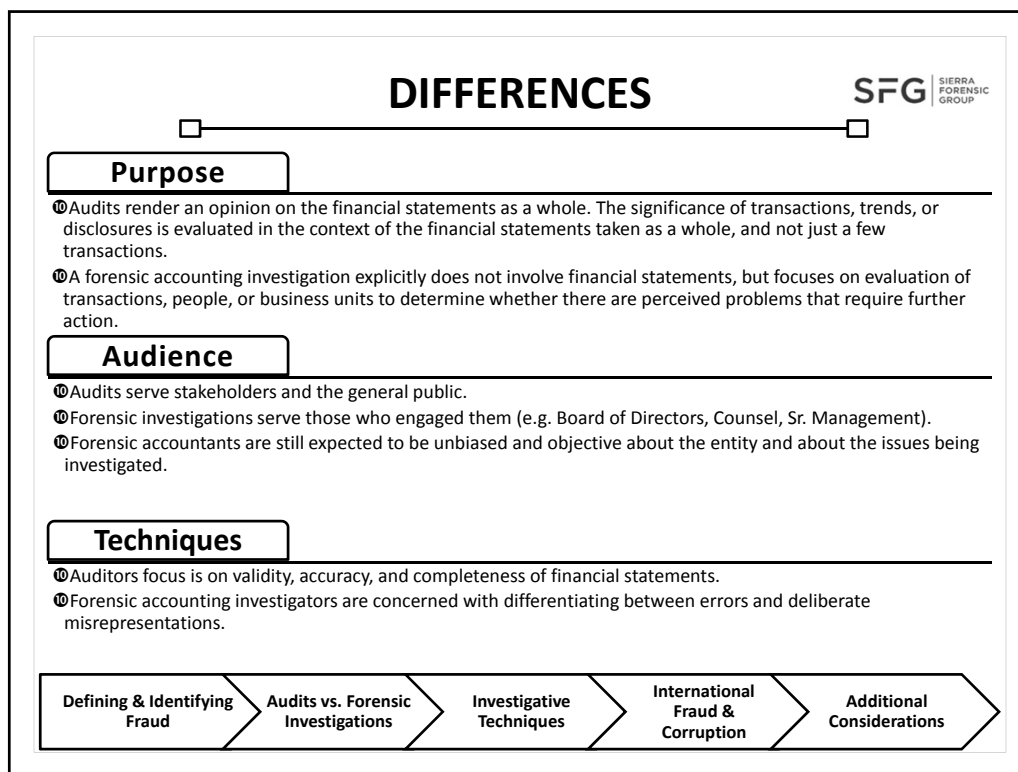 DIFFERENCES
SFG SIERRA
FORENSIC
GROUP
Purpose
❿Audits render an opinion on the financial statements as a whole. The significance of transactions, trends, or
disclosures is evaluated in the context of the financial statements taken as a whole, and not just a few
transactions.
❿A forensic accounting investigation explicitly does not involve financial statements, but focuses on evaluation of
transactions, people, or business units to determine whether there are perceived problems that require further
action.
Audience
❿Audits serve stakeholders and the general public.
❿Forensic investigations serve those who engaged them (e.g. Board of Directors, Counsel, Sr. Management).
❿Forensic accountants are still expected to be unbiased and objective about the entity and about the issues being
investigated.
Techniques
❿Auditors focus is on validity, accuracy, and completeness of financial statements.
❿Forensic accounting investigators are concerned with differentiating between errors and deliberate
misrepresentations.
Defining & Identifying
Fraud
Audits vs. Forensic
Investigations
Investigative
Techniques
International
Fraud &
Corruption
Additional
Considerations